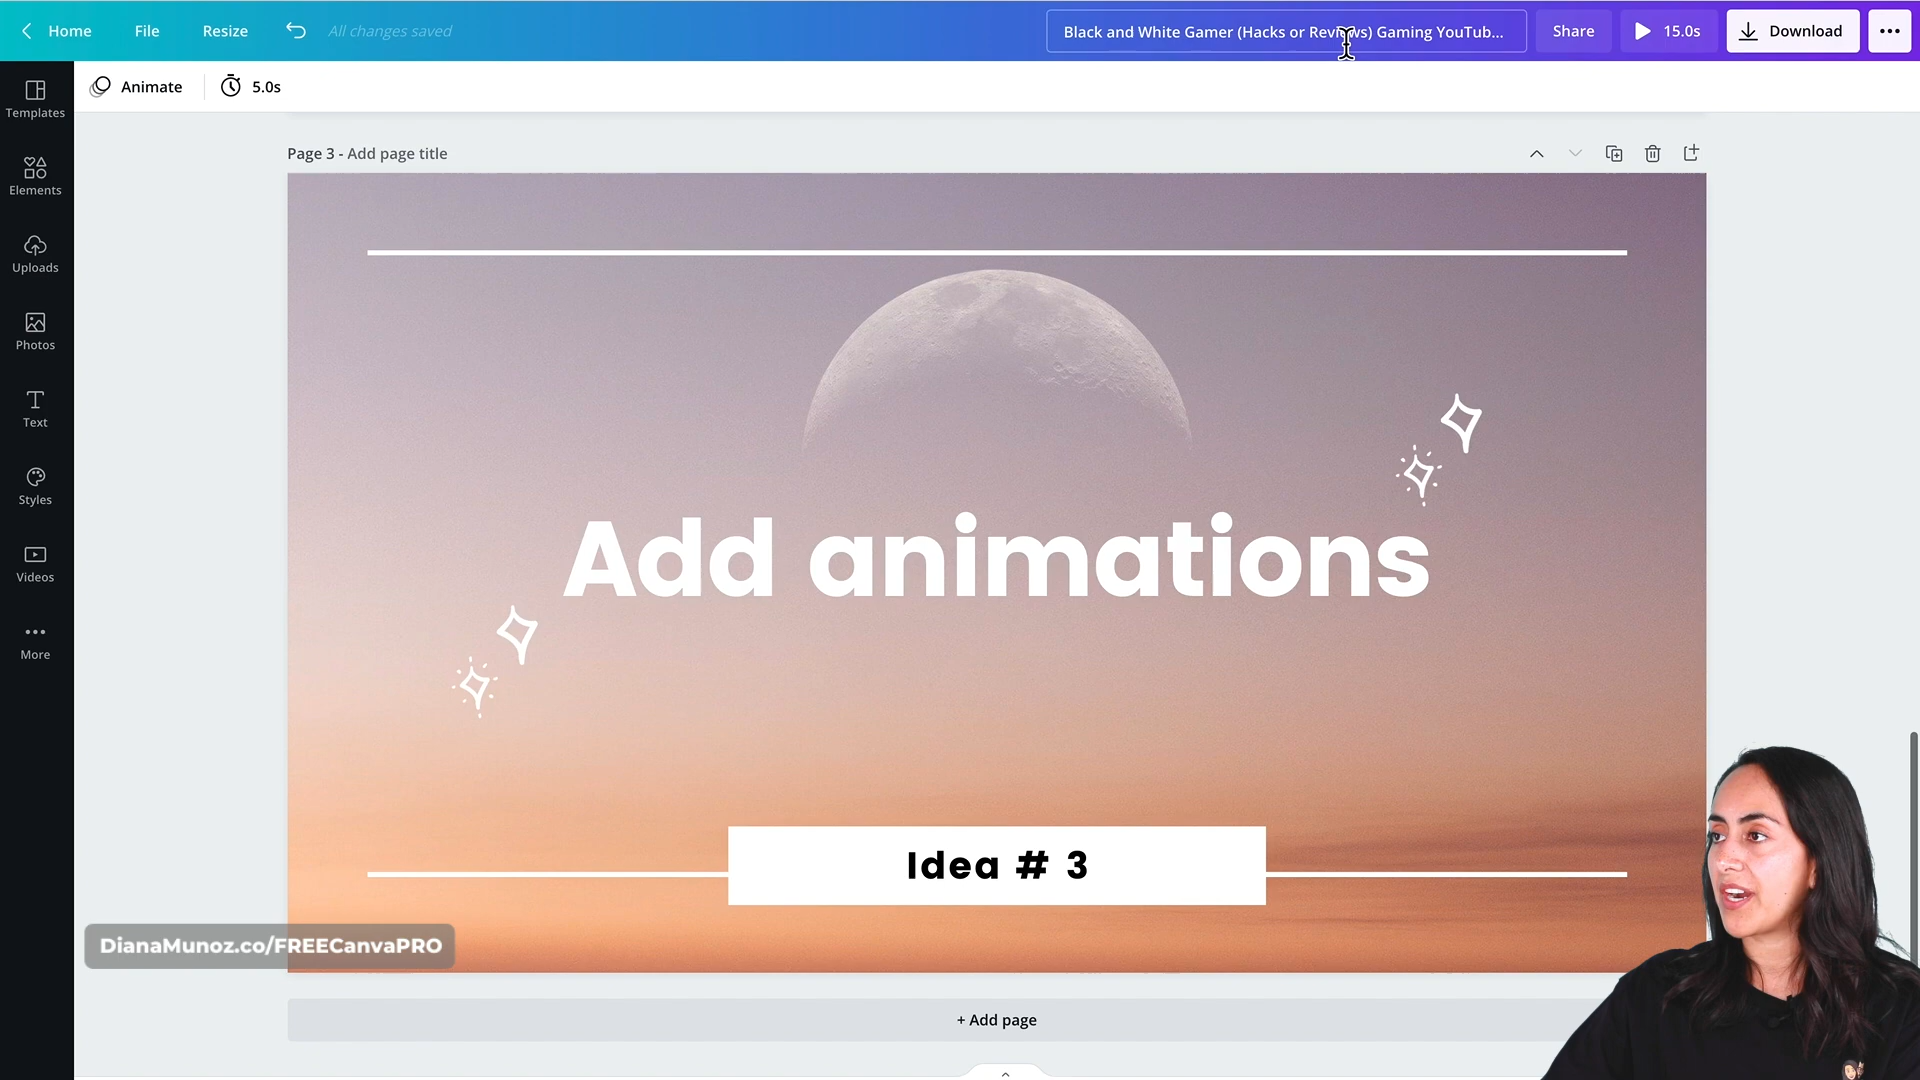 Home File Resize All changes saved Black and White Gamer (Hacks or Reviews) Gaming YouTub... Share 15.0s Download
Animate 5.0s
Templates
Elements
Uploads
Photos
Text
Styles
Videos
More
Page 3 - Add page title
Add animations
Idea # 3
DianaMunoz.co/FREECanvaPRO
+ Add page